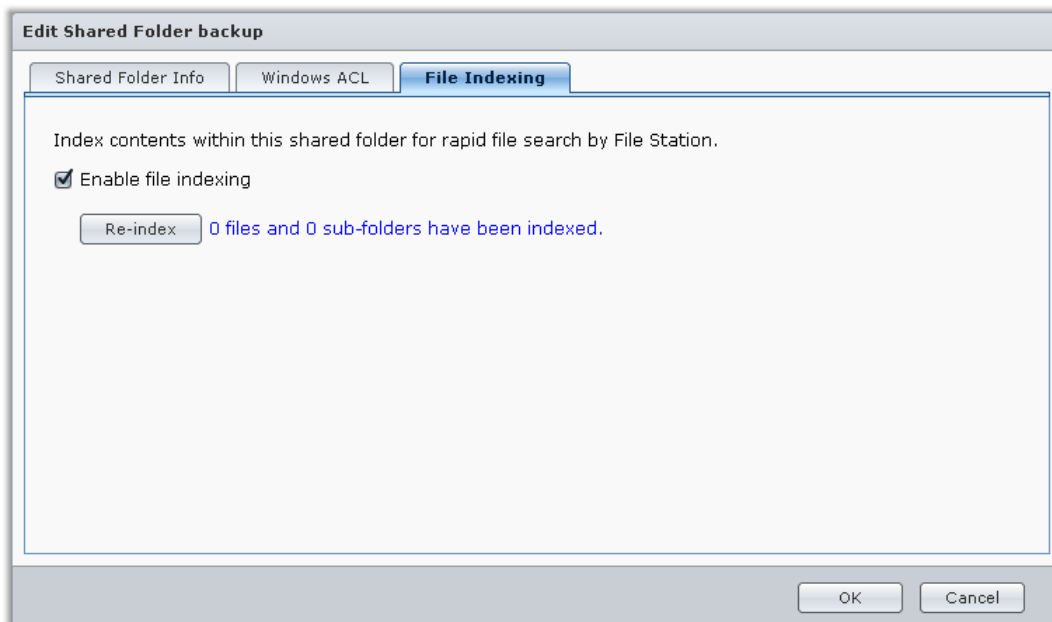 Edit Shared Folder backup
Shared Folder Info Windows ACL File Indexing
Index contents within this shared folder for rapid file search by File Station.
Enable file indexing
Re-index 0 files and 0 sub-folders have been indexed.
OK Cancel